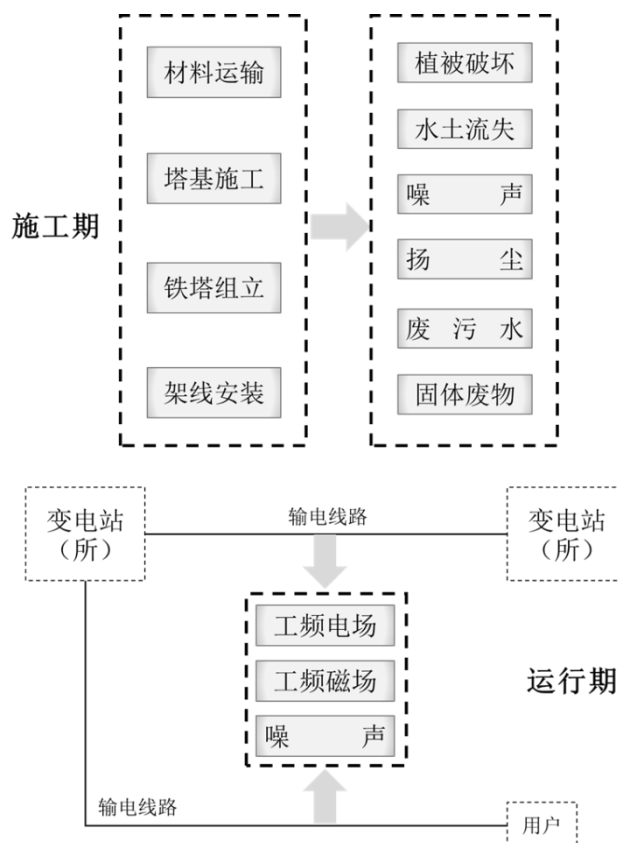 施工期
材料运输
塔基施工
铁塔组立
架线安装
植被破坏
水土流失
噪声
扬尘
废污水
固体废物
变电站
（所）
输电线路
变电站
（所）
工频电场
工频磁场
噪声
运行期
输电线路
用户